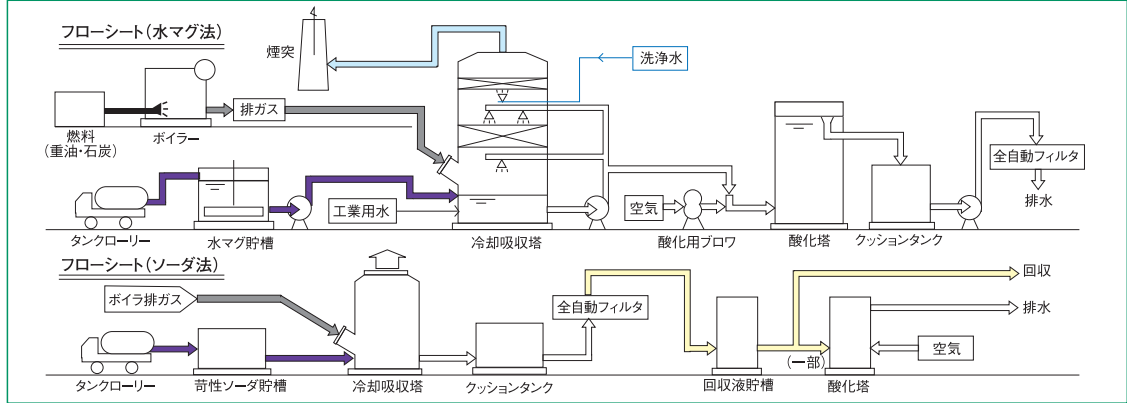 フローシート(水マグ法)
煙突
洗浄水
排ガス
燃料
(重油・石炭)
ボイラー
全自動フィルタ
排水
工業用水
空気
タンクローリー
水マグ貯槽
冷却吸収塔
酸化用ブロワ
酸化塔
クッションタンク
フローシート(ソーダ法)
ボイラ排ガス
全自動フィルタ
回収
排水
(一部)
空気
タンクローリー
苛性ソーダ貯槽
冷却吸収塔
クッションタンク
回収液貯槽
酸化塔